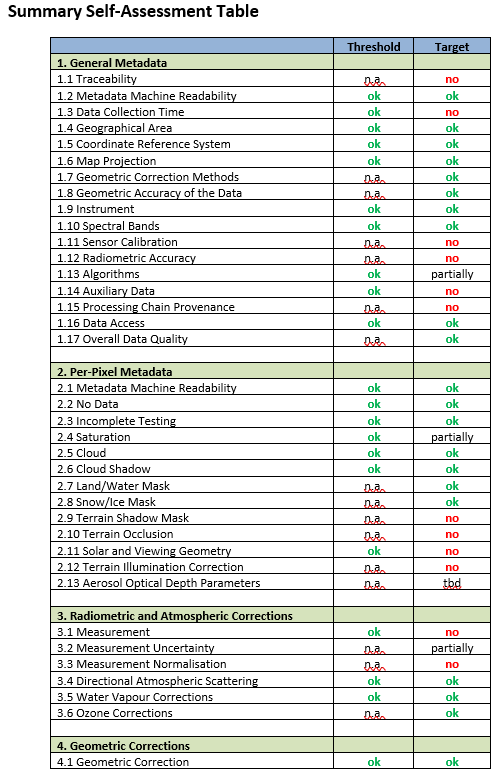 Summary Self-Assessment Table
Threshold Target
1. General Metadata
1.1 Traceability n.a. no
1.2 Metadata Machine Readability ok ok
1.3 Data Collection Time ok no
1.4 Geographical Area ok ok
1.5 Coordinate Reference System ok ok
1.6 Map Projection ok ok
1.7 Geometric Correction Methods n.a. ok
1.8 Geometric Accuracy of the Data n.a. ok
1.9 Instrument ok ok
1.10 Spectral Bands ok ok
1.11 Sensor Calibration n.a. no
1.12 Radiometric Accuracy n.a. no
1.13 Algorithms ok partially
1.14 Auxiliary Data ok no
1.15 Processing Chain Provenance n.a. no
1.16 Data Access ok ok
1.17 Overall Data Quality n.a. ok
2. Per-Pixel Metadata
2.1 Metadata Machine Readability ok ok
2.2 No Data ok ok
2.3 Incomplete Testing ok ok
2.4 Saturation ok partially
2.5 Cloud ok ok
2.6 Cloud Shadow ok ok
2.7 Land/Water Mask n.a. ok
2.8 Snow/Ice Mask n.a. ok
2.9 Terrain Shadow Mask n.a. no
2.10 Terrain Occlusion n.a. no
2.11 Solar and Viewing Geometry ok no
2.12 Terrain Illumination Correction n.a. no
2.13 Aerosol Optical Depth Parameters n.a. tbd
3. Radiometric and Atmospheric Corrections
3.1 Measurement ok no
3.2 Measurement Uncertainty n.a. partially
3.3 Measurement Normalisation n.a. no
3.4 Directional Atmospheric Scattering ok ok
3.5 Water Vapour Corrections ok ok
3.6 Ozone Corrections n.a. ok
4. Geometric Corrections
4.1 Geometric Correction ok ok